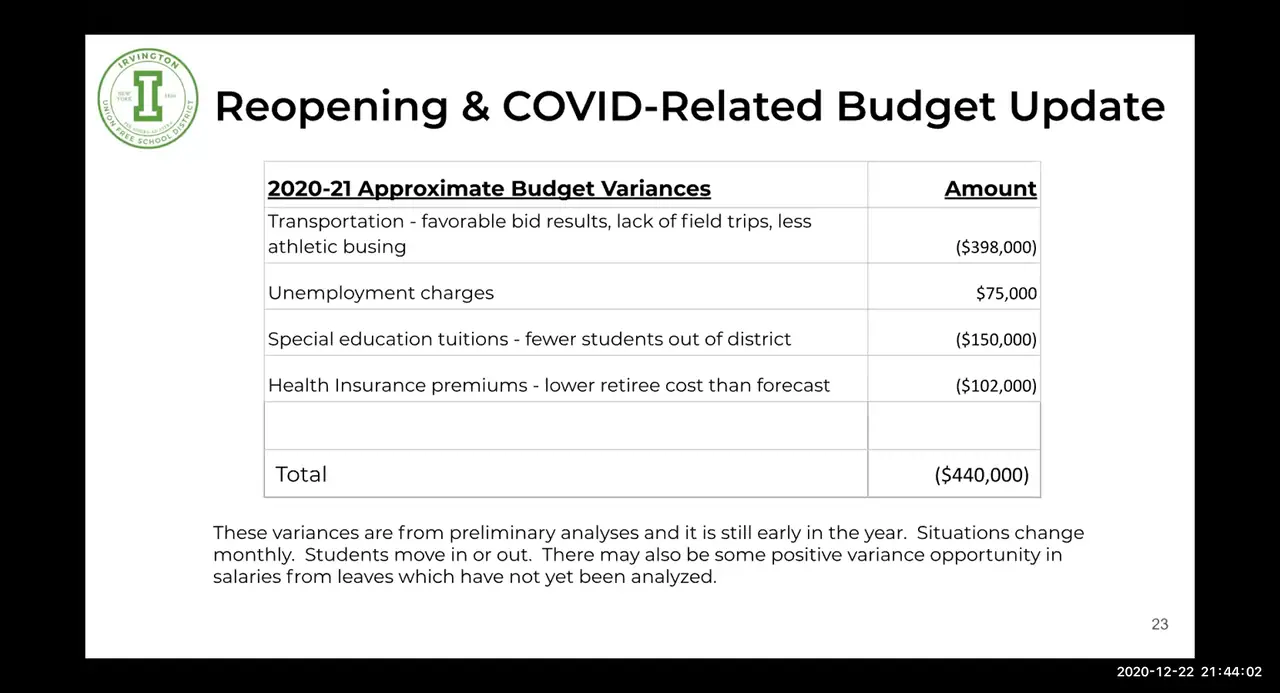 IRVINGTON
UNION FREE SCHOOL DISTRICT
Reopening & COVID-Related Budget Update
2020-21 Approximate Budget Variances Amount
Transportation - favorable bid results, lack of field trips, less
athletic busing ($398,000)
Unemployment charges $75,000
Special education tuitions - fewer students out of district ($150,000)
Health Insurance premiums - lower retiree cost than forecast ($102,000)
Total ($440,000)
These variances are from preliminary analyses and it is still early in the year. Situations change
monthly. Students move in or out. There may also be some positive variance opportunity in
salaries from leaves which have not yet been analyzed.
23
2020-12-22 21:44:02